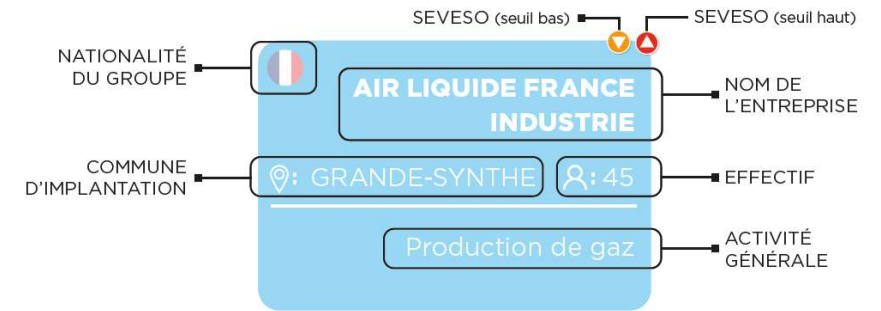 SEVESO (seuil bas)
SEVESO (seuil haut)
NATIONALITÉ
DU GROUPE
AIR LIQUIDE FRANCE
INDUSTRIE
NOM DE
L'ENTREPRISE
COMMUNE
D'IMPLANTATION
: GRANDE-SYNTHE
: 45
EFFECTIF
Production de gaz
ACTIVITÉ
GÉNÉRALE